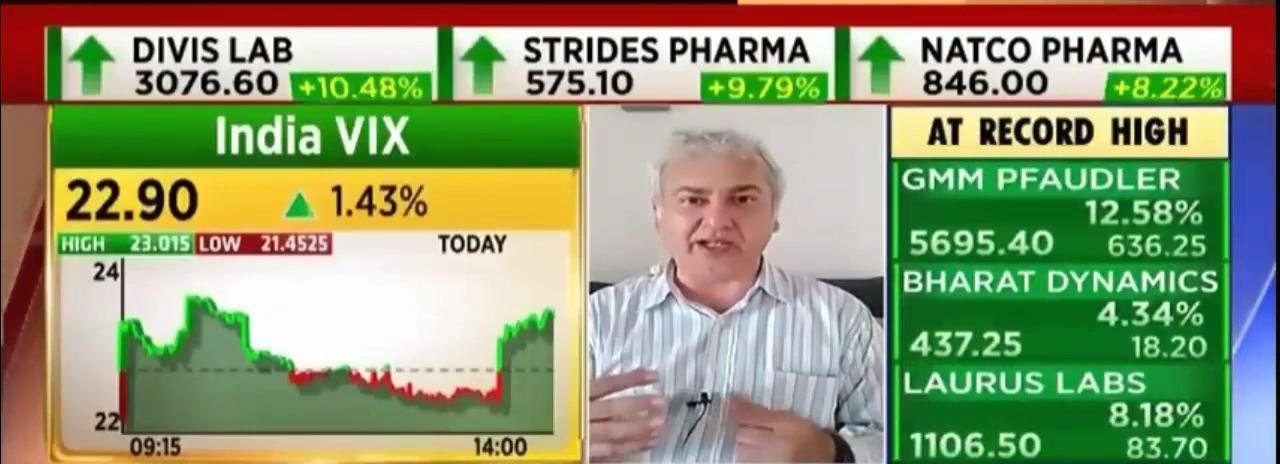 DIVIS LAB
3076.60 +10.48%
STRIDES PHARMA
575.10 +9.79%
NATCO PHARMA
846.00 +8.22%
India VIX
22.90 1.43%
HIGH 23.015 LOW 21.4525 TODAY
24
22
09:15 14:00
AT RECORD HIGH
GMM PFAUDLER
12.58%
5695.40 636.25
BHARAT DYNAMICS
4.34%
437.25 18.20
LAURUS LABS
8.18%
1106.50 83.70